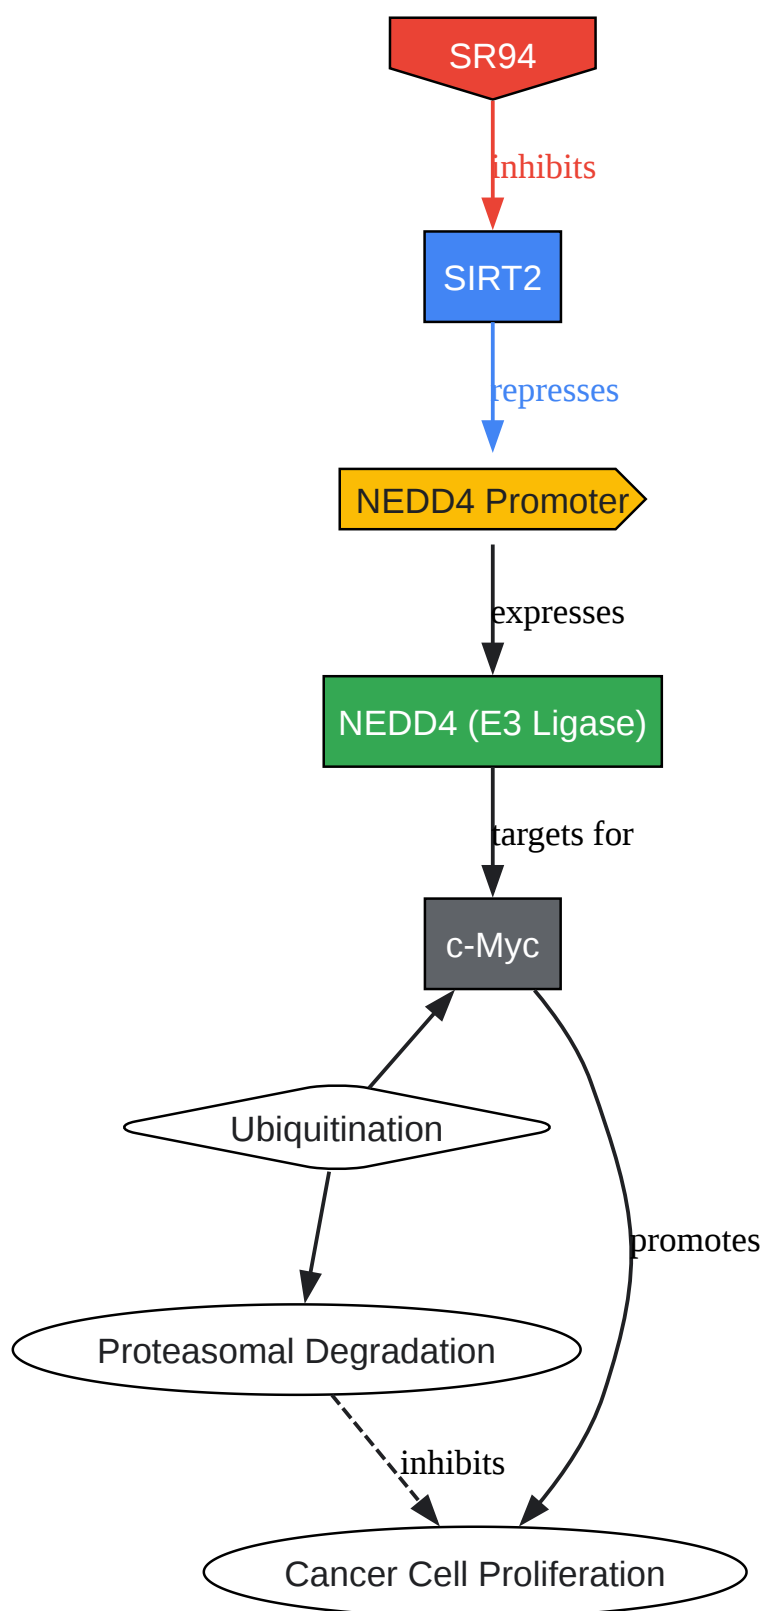 SR94
inhibits
SIRT2
represses
NEDD4 Promoter
expresses
NEDD4 (E3 Ligase)
targets for
c-Myc
Ubiquitination
promotes
Proteasomal Degradation
inhibits
Cancer Cell Proliferation